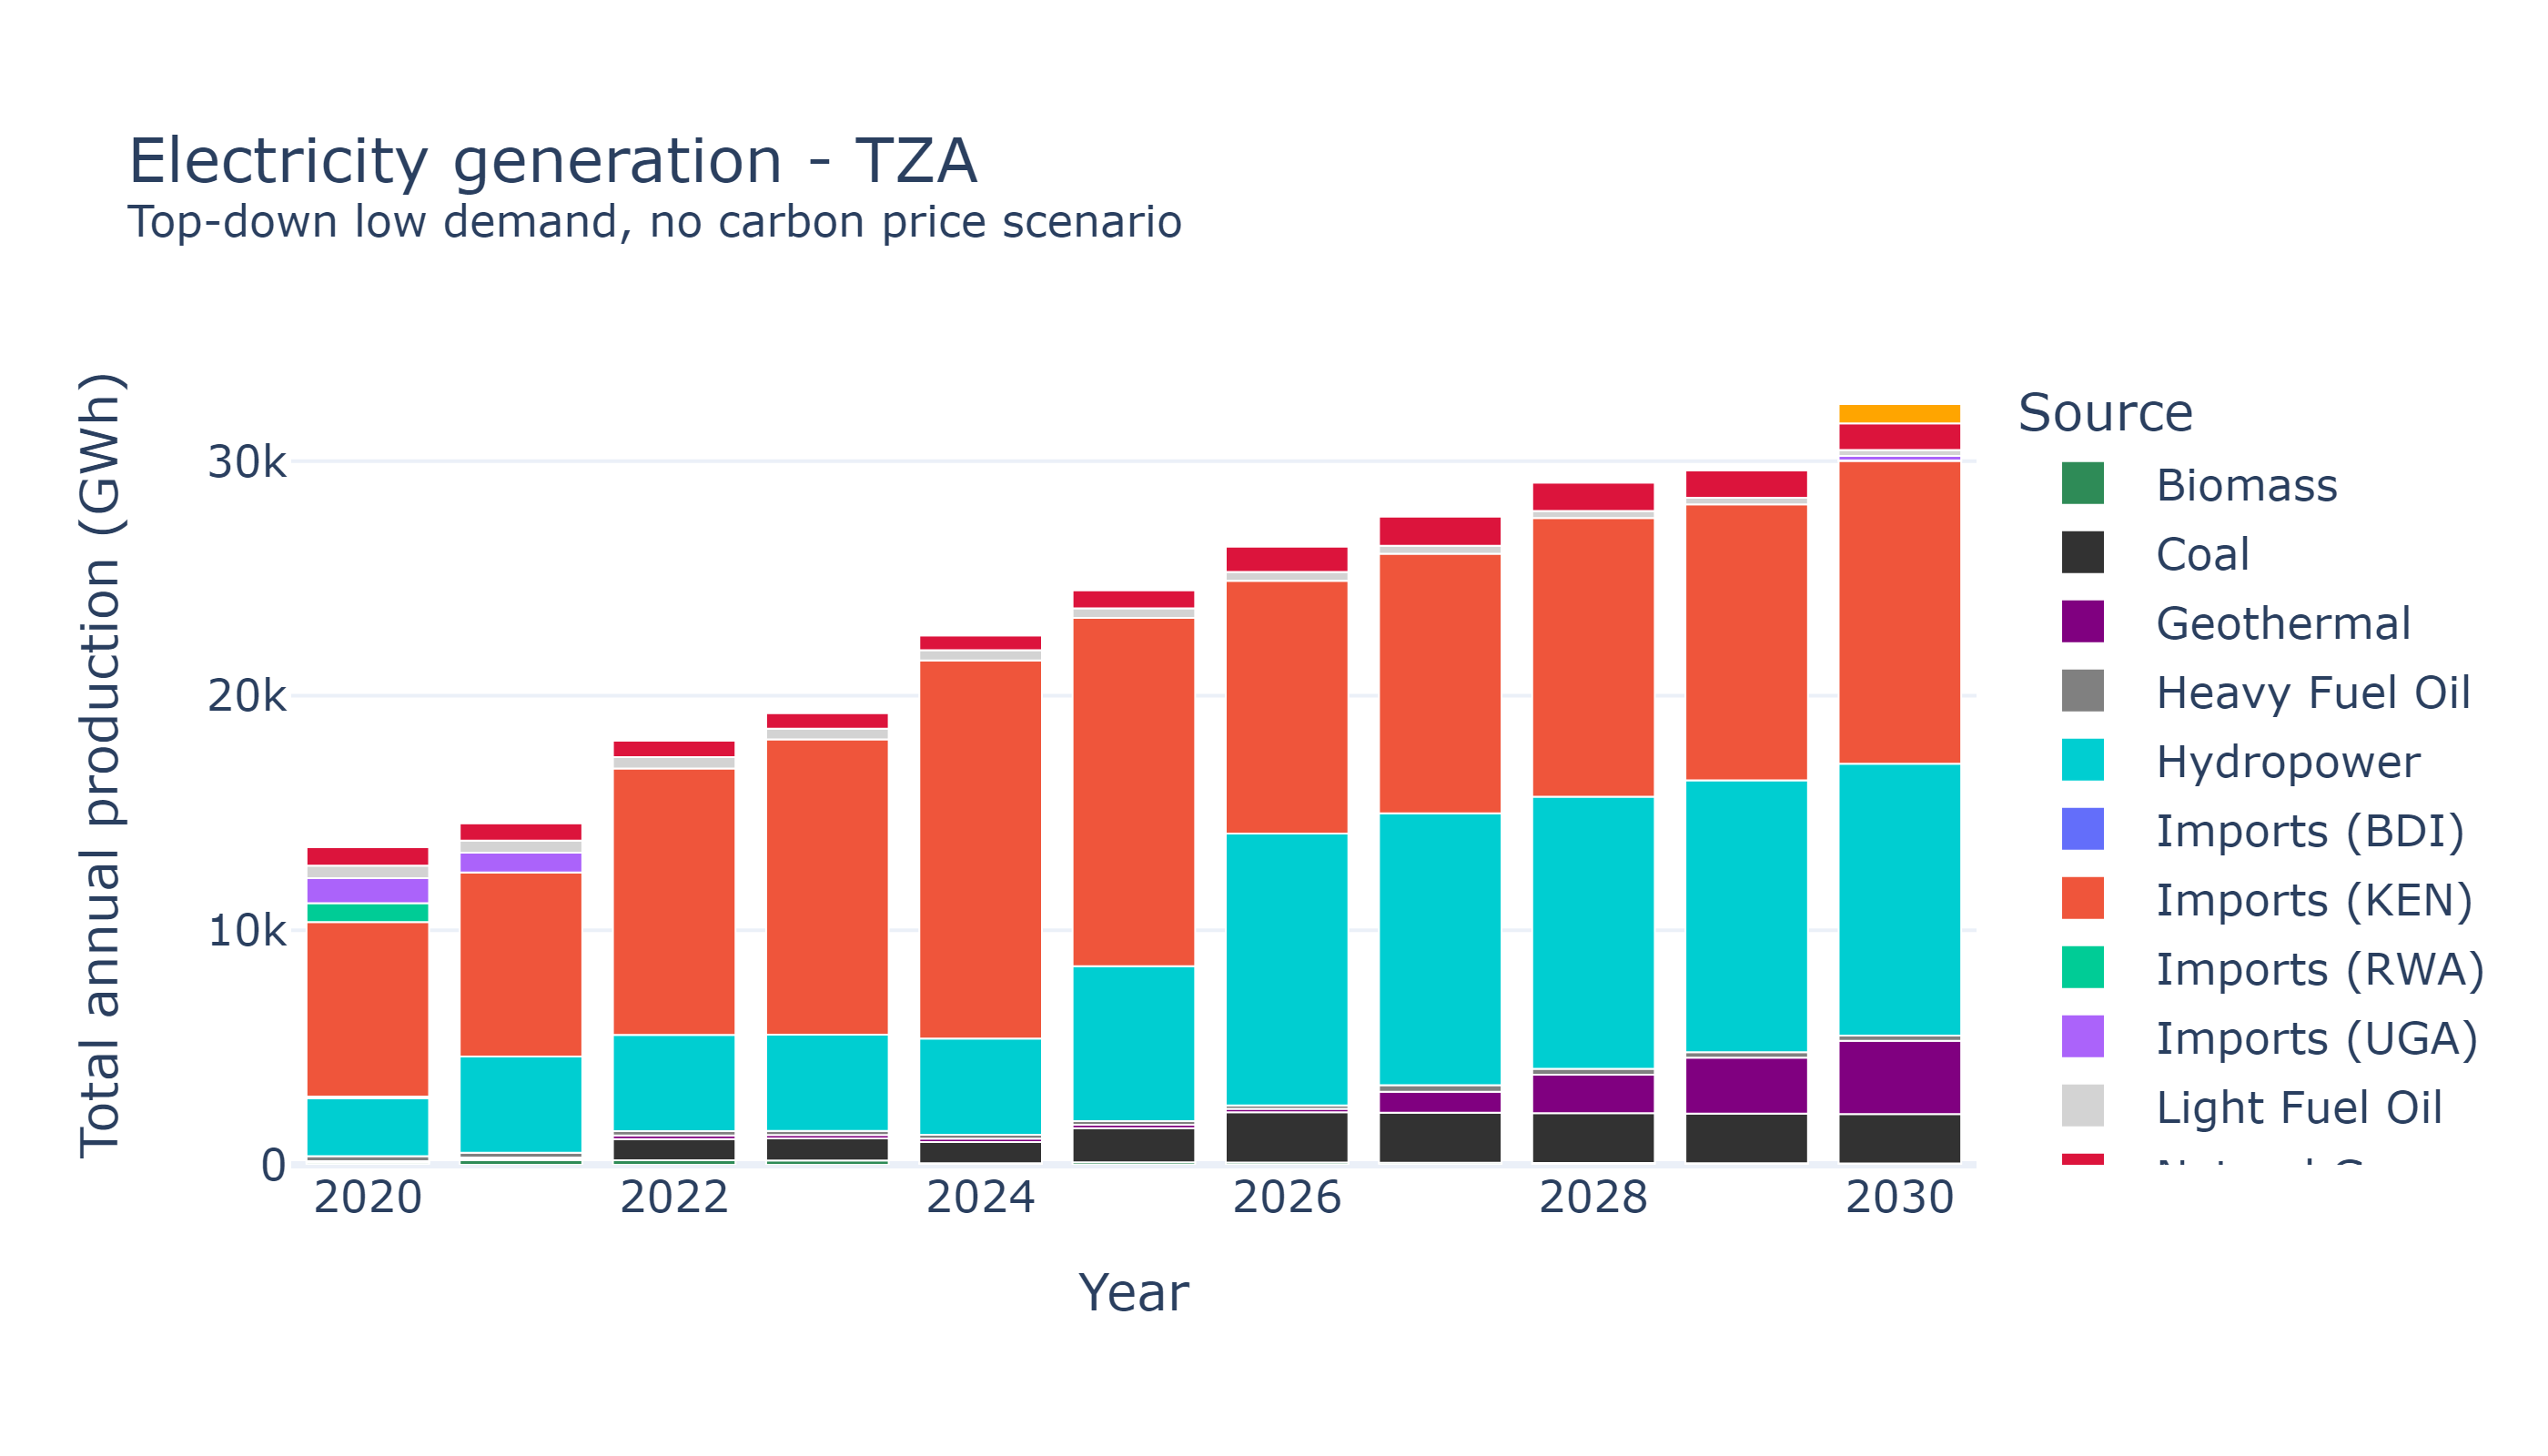 Electricity generation - TZA
Top-down low demand, no carbon price scenario
Total annual production (GWh)
30k
20k
10k
0
2020
2022
2024
2026
2028
2030
Year
Source
Biomass
Coal
Geothermal
Heavy Fuel Oil
Hydropower
Imports (BDI)
Imports (KEN)
Imports (RWA)
Imports (UGA)
Light Fuel Oil